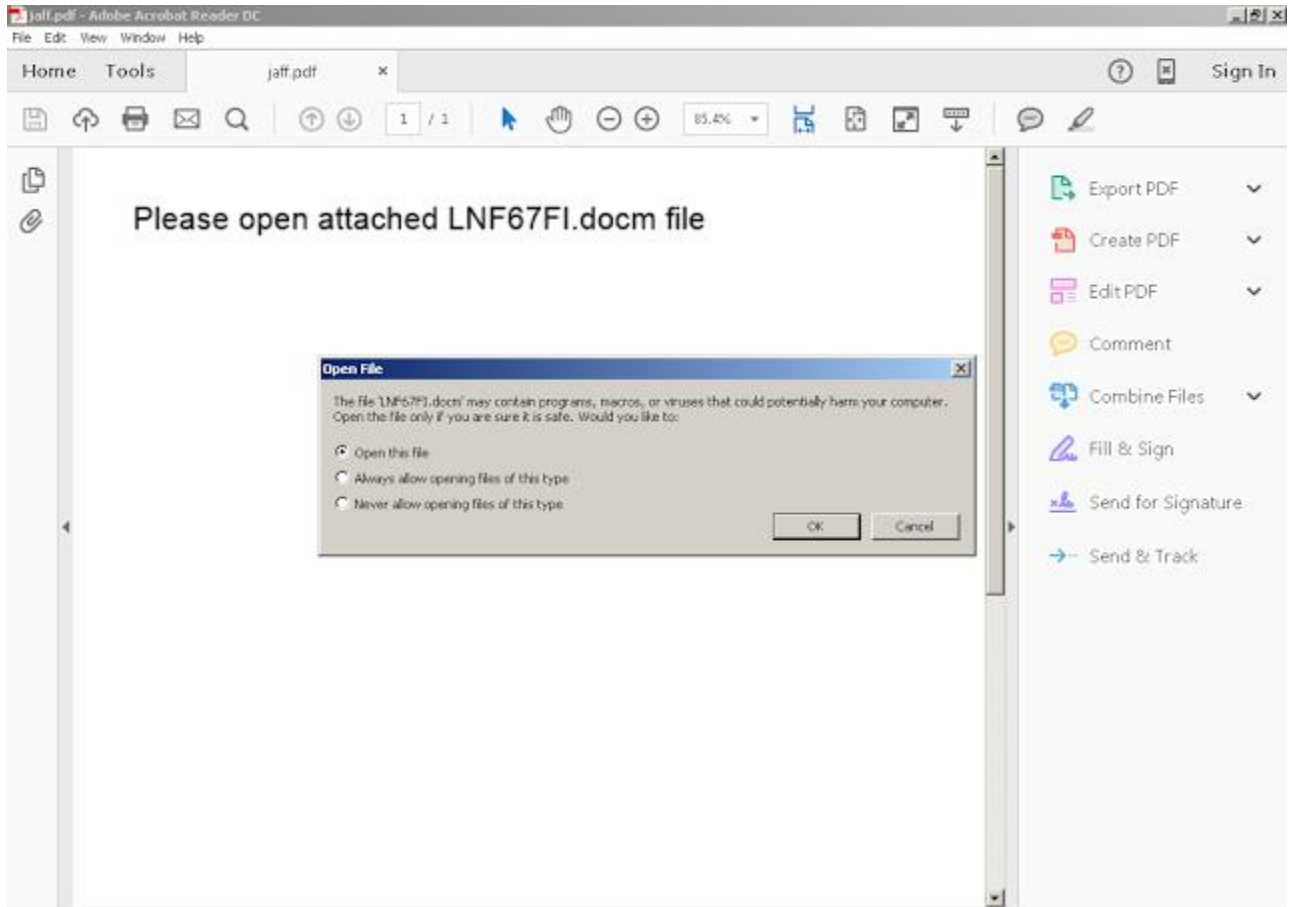 jaff.pdf - Adobe Acrobat Reader DC
File Edit View Window Help
Home Tools jaff.pdf × Sign In
1 / 1 85.4%
Please open attached LNF67FI.docm file
Open File
The file 'LNF67FI.docm' may contain programs, macros, or viruses that could potentially harm your computer.
Open the file only if you are sure it is safe. Would you like to:
Open this file
Always allow opening files of this type
Never allow opening files of this type
OK Cancel
Export PDF
Create PDF
Edit PDF
Comment
Combine Files
Fill & Sign
Send for Signature
Send & Track